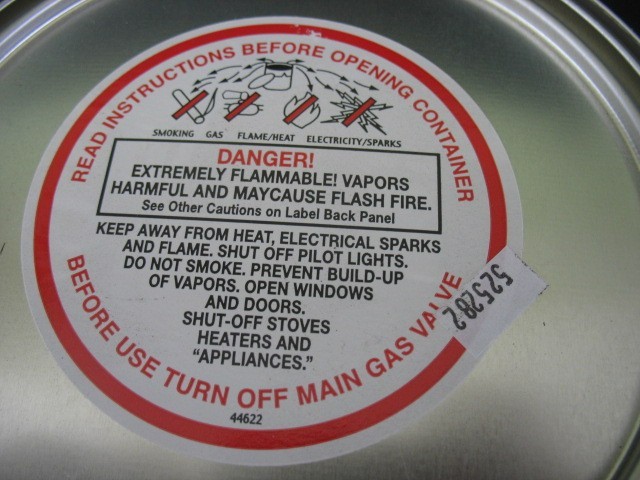 READ INSTRUCTIONS BEFORE OPENING CONTAINER
SMOKING GAS FLAME/HEAT ELECTRICITY/SPARKS
DANGER!
EXTREMELY FLAMMABLE! VAPORS
HARMFUL AND MAYCAUSE FLASH FIRE.
See Other Cautions on Label Back Panel
KEEP AWAY FROM HEAT, ELECTRICAL SPARKS
AND FLAME. SHUT OFF PILOT LIGHTS.
DO NOT SMOKE. PREVENT BUILD-UP
OF VAPORS. OPEN WINDOWS
AND DOORS.
SHUT-OFF STOVES
HEATERS AND
“APPLIANCES.”
BEFORE USE TURN OFF MAIN GAS VALVE
44622
525282